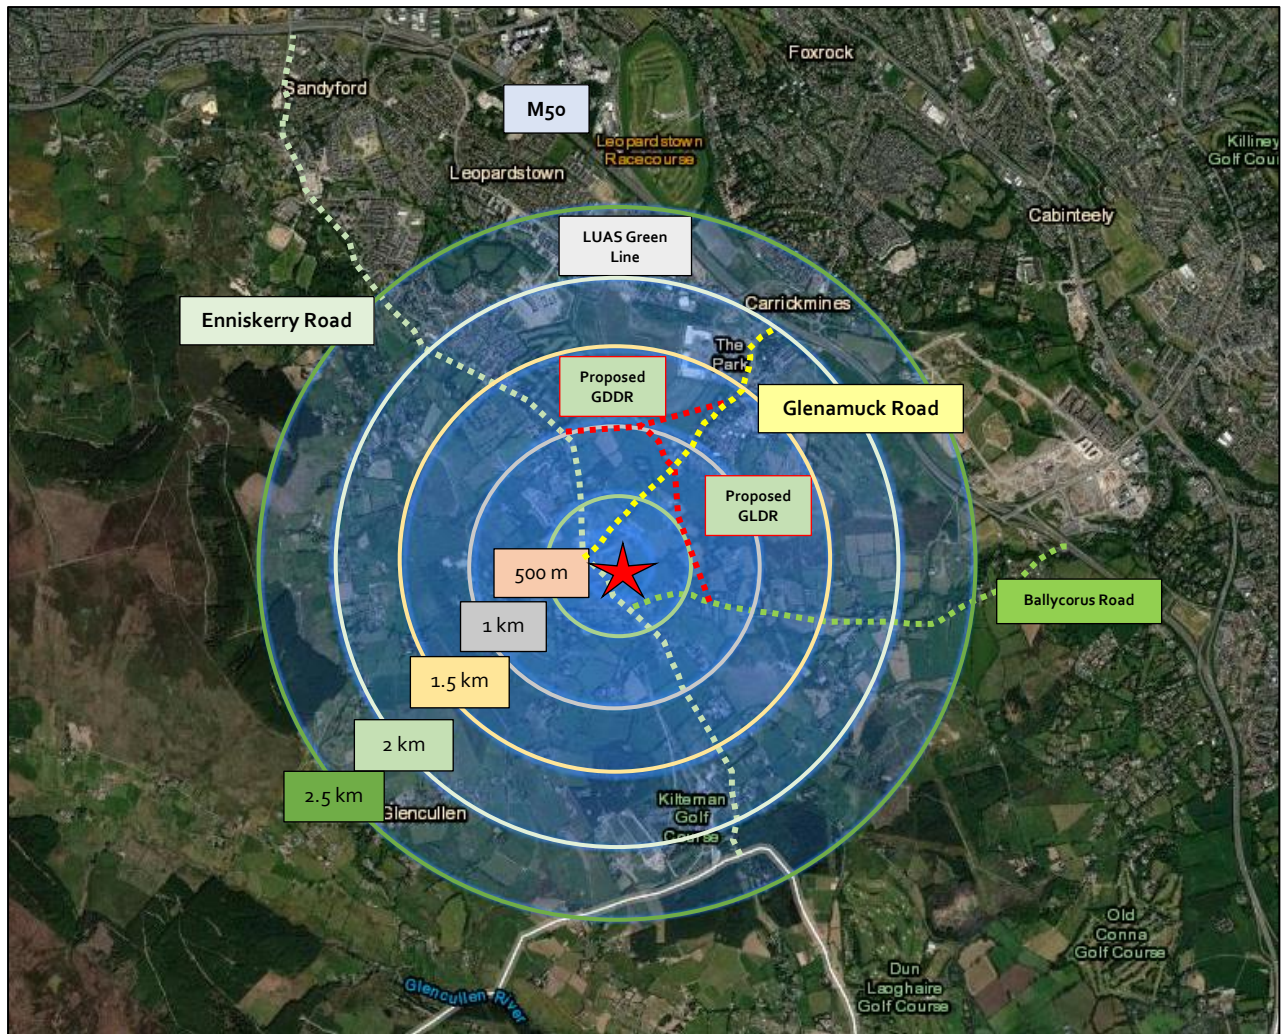 Foxrock
Sandyford
M50
Leopardstown
Racecourse
Killiney
Golf Cou
Leopardstown
Cabinteely
LUAS Green
Line
Carrickmines
Enniskerry Road
The
Park
Proposed
GDDR
Glenamuck Road
Proposed
GLDR
500 m
Ballycorus Road
1 km
1.5 km
2 km
2.5 km
Glencullen
Kilternan
Golf
Course
Old
Conna
Golf Course
Dun
Laoghaire
Golf Course
Glencullen River